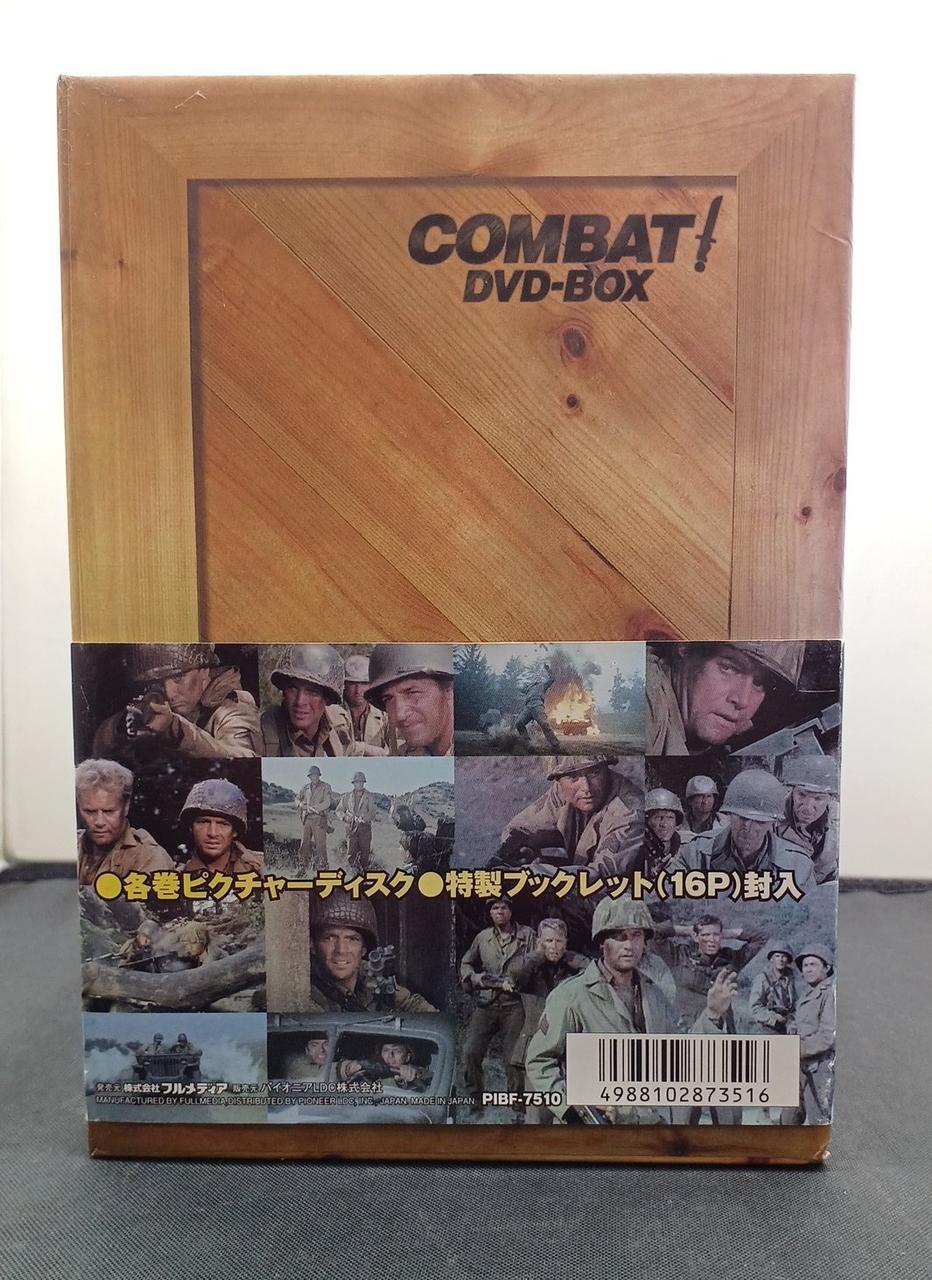 COMBAT!
DVD-BOX
●各巻ピクチャーディスク●特製ブックレット(16P)封入
発売元 株式会社フルメディア 販売元 パイオニアLDC株式会社
MANUFACTURED BY FULLMEDIA, DISTRIBUTED BY PIONEER LDC, INC., JAPAN. MADE IN JAPAN
PIBF-7510
4988102873516